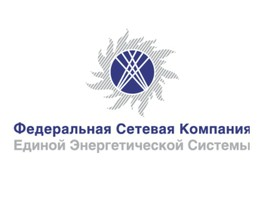 Федеральная Сетевая Компания
Единой Энергетической Системы